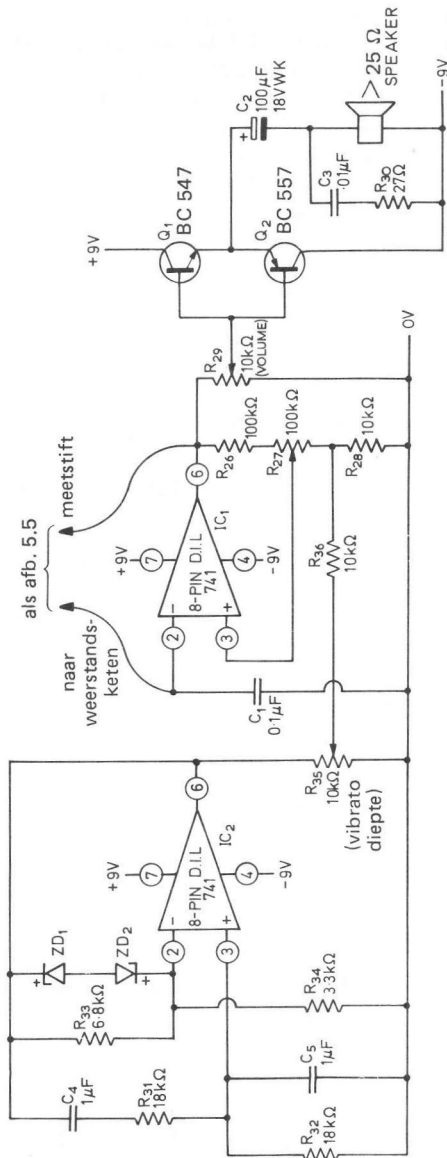 als afb. 5.5
naar
weerstands-
keten
meetstift
ZD₁
+
ZD₂
+
R₃₃
6·8kΩ
C₄
1μF
R₃₁
18kΩ
+9V
7
2
−
8-PIN D.I.L
741
+
3
6
4
IC₂
−9V
R₃₄
3.3kΩ
C₅
1μF
R₃₂
18kΩ
R₃₅
10kΩ
(vibrato
diepte)
C₁
0·1μF
+9V
7
2
−
8-PIN D.I.L
741
+
3
6
4
IC₁
−9V
R₂₆
100kΩ
R₂₇
100kΩ
R₂₈
10kΩ
R₃₆
10kΩ
R₂₉
10kΩ
(VOLUME)
0V
+9V
Q₁
BC 547
Q₂
BC 557
C₂
100μF
18VWK
+
C₃
·01μF
R₃₀
27Ω
>25 Ω
SPEAKER
−9V